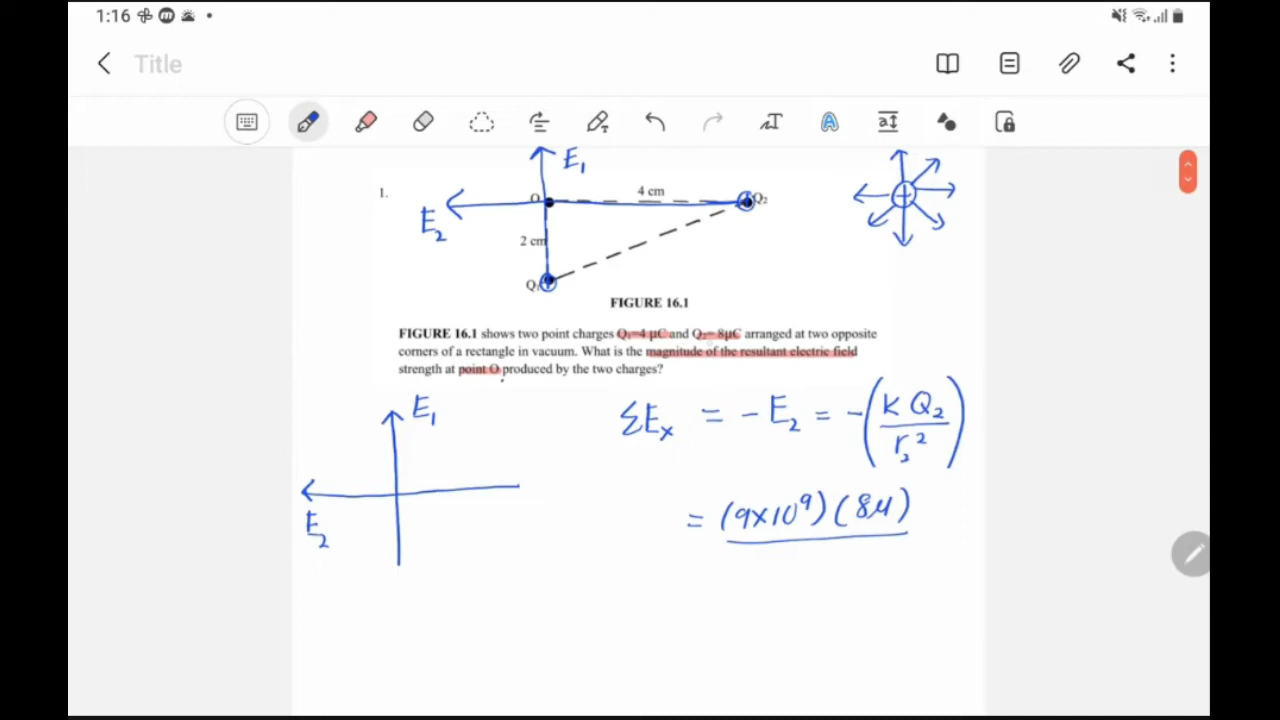 1:16
Title
E₁
1.
O
4 cm
Q₂
+
E₂
2 cm
Q₁
FIGURE 16.1
FIGURE 16.1 shows two point charges Q₁=4 μC and Q₂= 8μC arranged at two opposite
corners of a rectangle in vacuum. What is the magnitude of the resultant electric field
strength at point O produced by the two charges?
E₁
ΣEx = - E₂ = - (K Q₂ / r₂²)
= (9x10⁹) (8μ)
E₂